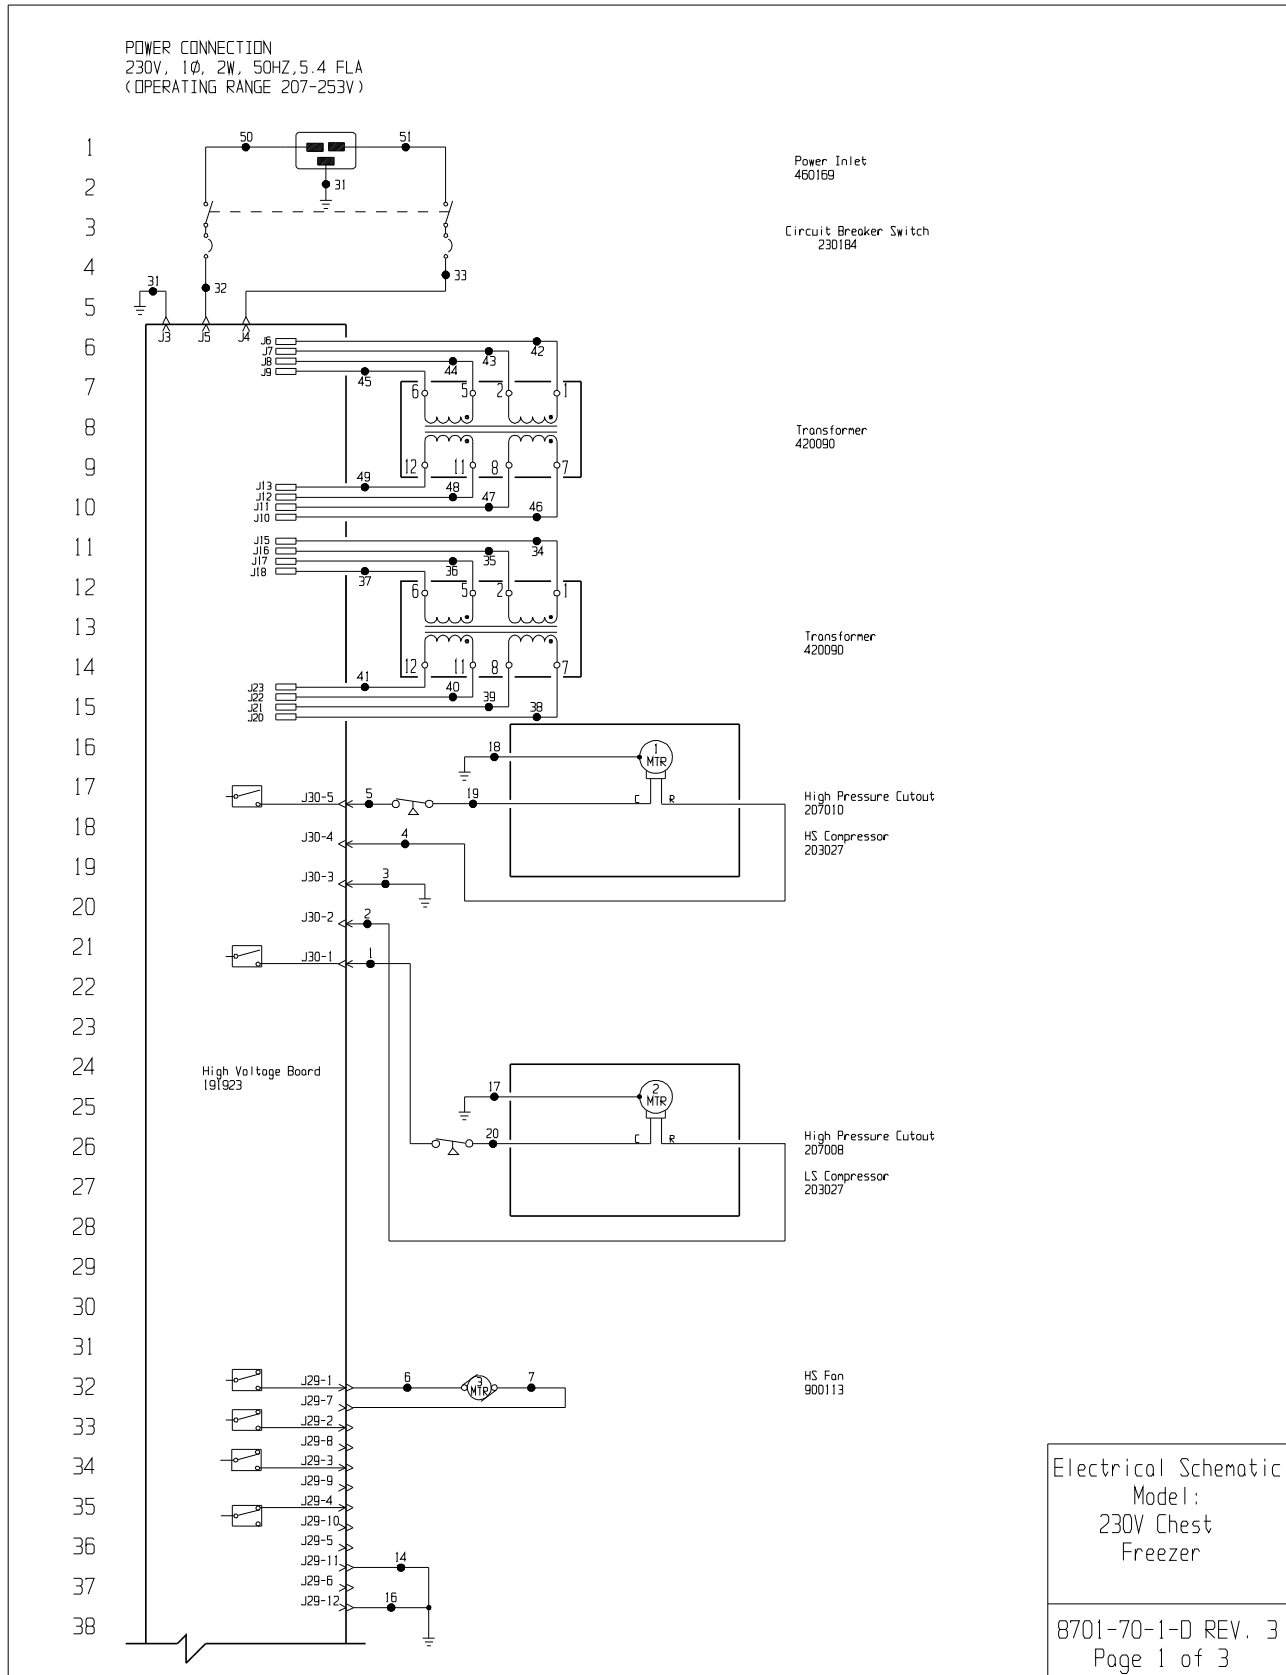 POWER CONNECTION
230V, 1Ø, 2W, 50HZ,5.4 FLA
(OPERATING RANGE 207-253V)
1
50
51
Power Inlet
460169
2
31
3
Circuit Breaker Switch
230184
4
31
32
33
5
J3
J5
J4
6
J6
42
J7
43
J8
44
J9
45
7
6
5
2
1
8
Transformer
420090
9
12
11
8
7
J13
49
J12
48
10
J11
47
J10
46
11
J15
34
J16
35
J17
36
J18
37
12
6
5
2
1
13
Transformer
420090
14
12
11
8
7
J23
41
J22
40
15
J21
39
J20
38
16
18
1
MTR
17
J30-5
5
19
C
R
High Pressure Cutout
207010
18
J30-4
4
HS Compressor
203027
19
J30-3
3
20
J30-2
2
21
J30-1
1
22
23
24
High Voltage Board
191923
17
2
MTR
25
26
20
C
R
High Pressure Cutout
207008
27
LS Compressor
203027
28
29
30
31
32
J29-1
6
3
MTR
7
HS Fan
900113
J29-7
33
J29-2
J29-8
34
J29-3
J29-9
35
J29-4
J29-10
36
J29-5
J29-11
14
37
J29-6
J29-12
16
38
Electrical Schematic
Model:
230V Chest
Freezer
8701-70-1-D REV. 3
Page 1 of 3